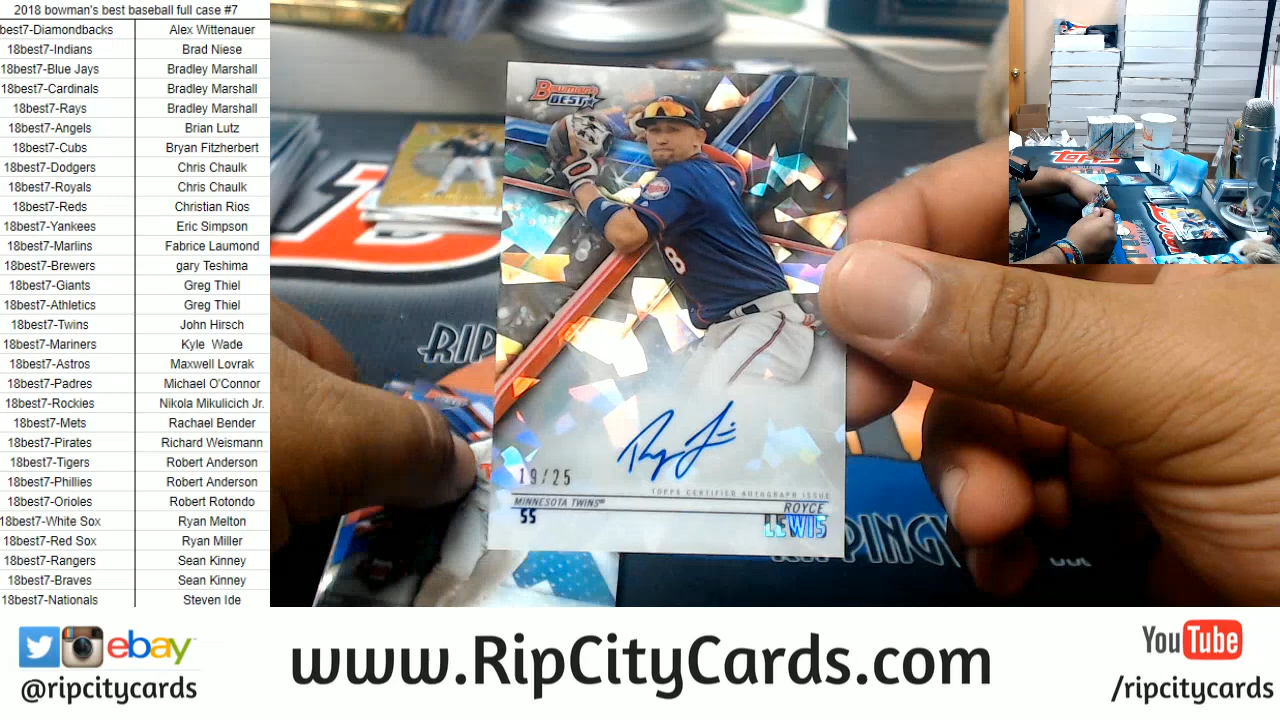 2018 bowman's best baseball full case #7
best7-Diamondbacks Alex Wittenauer
18best7-Indians Brad Niese
18best7-Blue Jays Bradley Marshall
18best7-Cardinals Bradley Marshall
18best7-Rays Bradley Marshall
18best7-Angels Brian Lutz
18best7-Cubs Bryan Fitzherbert
18best7-Dodgers Chris Chaulk
18best7-Royals Chris Chaulk
18best7-Reds Christian Rios
18best7-Yankees Eric Simpson
18best7-Marlins Fabrice Laumond
18best7-Brewers gary Teshima
18best7-Giants Greg Thiel
18best7-Athletics Greg Thiel
18best7-Twins John Hirsch
18best7-Mariners Kyle Wade
18best7-Astros Maxwell Lovrak
18best7-Padres Michael O'Connor
18best7-Rockies Nikola Mikulicich Jr.
18best7-Mets Rachael Bender
18best7-Pirates Richard Weismann
18best7-Tigers Robert Anderson
18best7-Phillies Robert Anderson
18best7-Orioles Robert Rotondo
18best7-White Sox Ryan Melton
18best7-Red Sox Ryan Miller
18best7-Rangers Sean Kinney
18best7-Braves Sean Kinney
18best7-Nationals Steven Ide
Bowman's
BEST
8
19/25
TOPPS CERTIFIED AUTOGRAPH ISSUE
MINNESOTA TWINS®
ROYCE
SS
LEWIS
RIP
topps
ebay
@ripcitycards
www.RipCityCards.com
YouTube
/ripcitycards